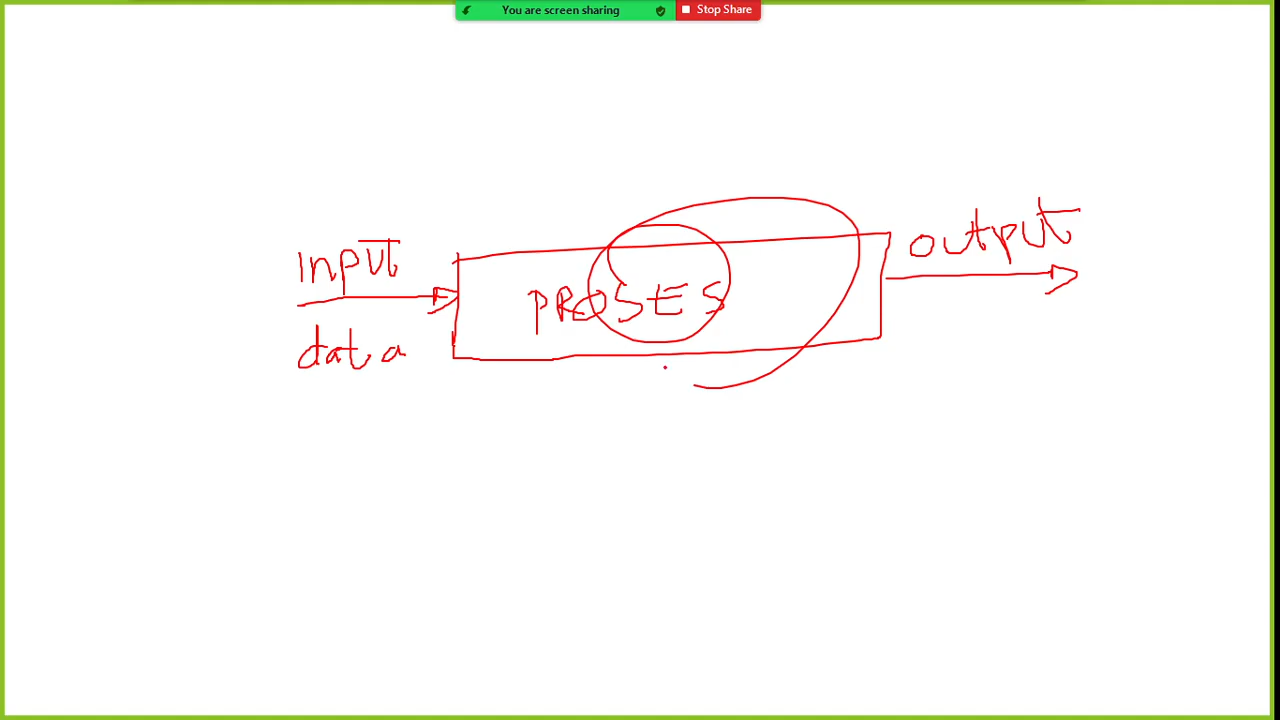 You are screen sharing
Stop Share
input
data
PROSES
output